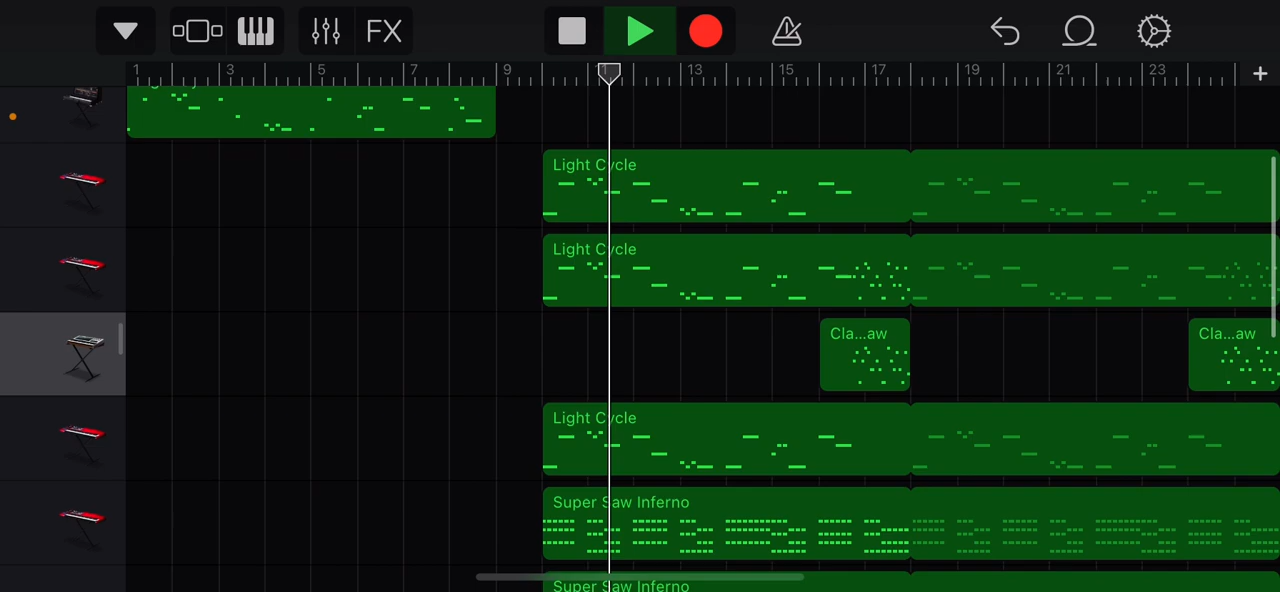 FX
1 3 5 7 9 13 15 17 19 21 23
Light Cycle
Light Cycle
Cla...aw Cla...aw
Light Cycle
Super Saw Inferno
Super Saw Inferno